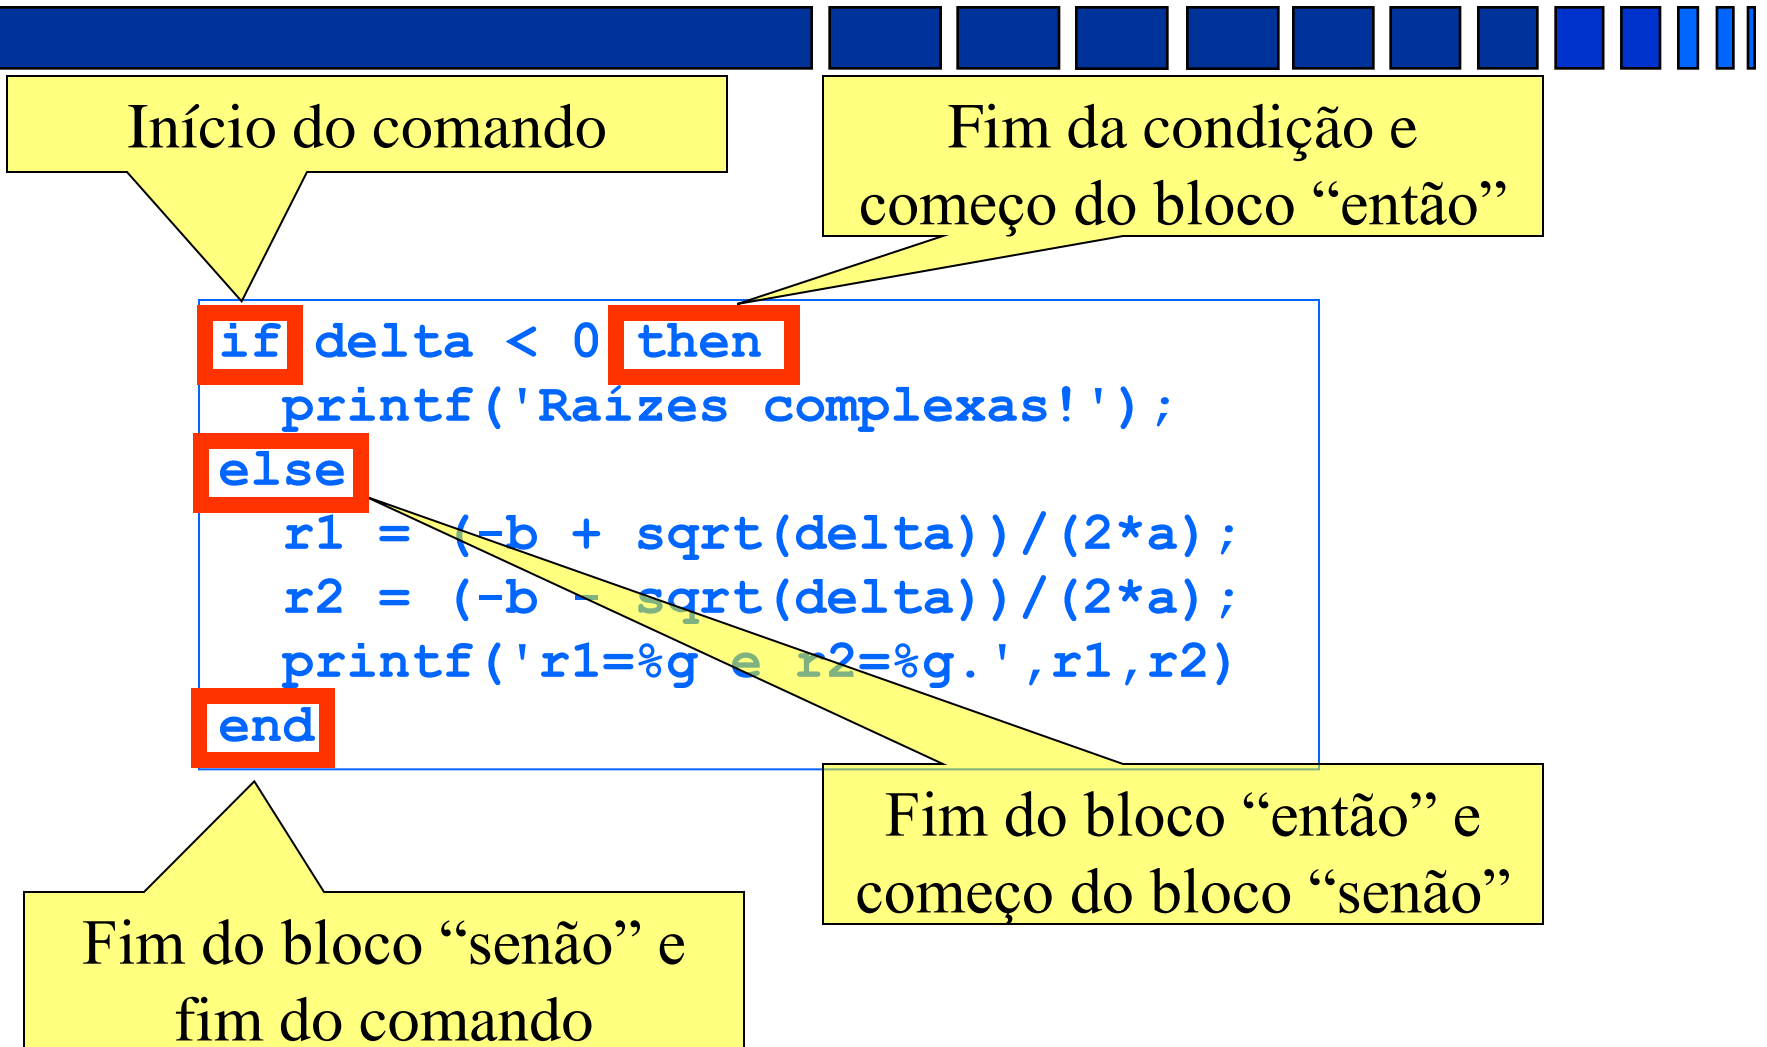 Início do comando
Fim da condição e
começo do bloco “então”
if delta < 0 then
printf('Raízes complexas!');
else
r1 = (-b + sqrt(delta))/(2*a);
r2 = (-b - sqrt(delta))/(2*a);
printf('r1=%g e r2=%g.',r1,r2)
end
Fim do bloco “então” e
começo do bloco “senão”
Fim do bloco “senão” e
fim do comando